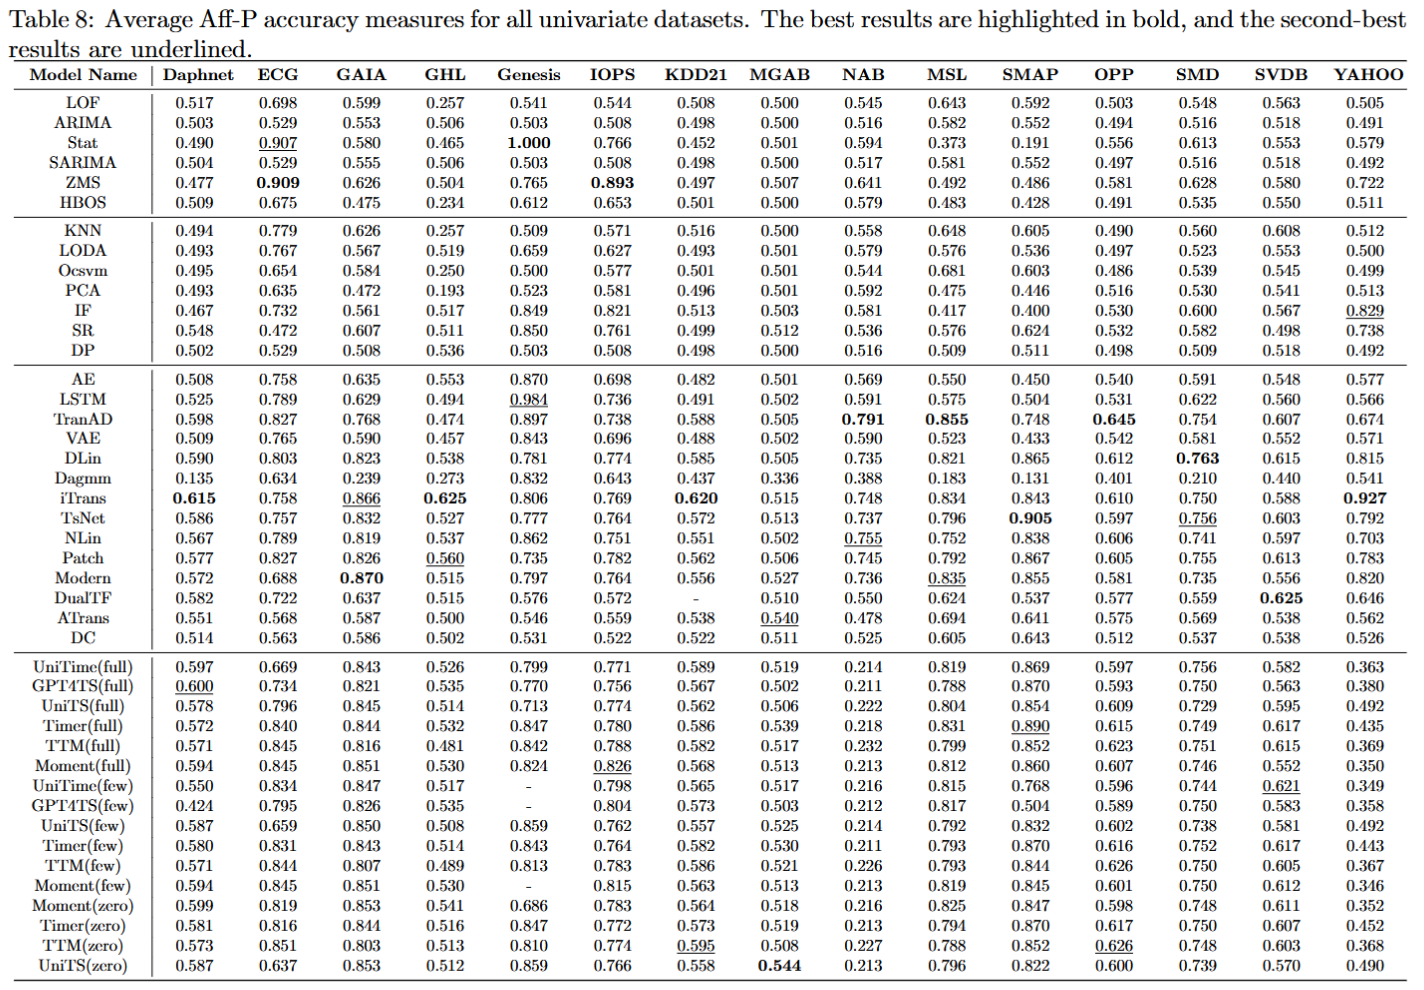 Table 8: Average Aff-P accuracy measures for all univariate datasets. The best results are highlighted in bold, and the second-best
results are underlined.
Model Name Daphnet ECG GAIA GHL Genesis IOPS KDD21 MGAB NAB MSL SMAP OPP SMD SVDB YAHOO
LOF 0.517 0.698 0.599 0.257 0.541 0.544 0.508 0.500 0.545 0.643 0.592 0.503 0.548 0.563 0.505
ARIMA 0.503 0.529 0.553 0.506 0.503 0.508 0.498 0.500 0.516 0.582 0.552 0.494 0.516 0.518 0.491
Stat 0.490 0.907 0.580 0.465 1.000 0.766 0.452 0.501 0.594 0.373 0.191 0.556 0.613 0.553 0.579
SARIMA 0.504 0.529 0.555 0.506 0.503 0.508 0.498 0.500 0.517 0.581 0.552 0.497 0.516 0.518 0.492
ZMS 0.477 0.909 0.626 0.504 0.765 0.893 0.497 0.507 0.641 0.492 0.486 0.581 0.628 0.580 0.722
HBOS 0.509 0.675 0.475 0.234 0.612 0.653 0.501 0.500 0.579 0.483 0.428 0.491 0.535 0.550 0.511
KNN 0.494 0.779 0.626 0.257 0.509 0.571 0.516 0.500 0.558 0.648 0.605 0.490 0.560 0.608 0.512
LODA 0.493 0.767 0.567 0.519 0.659 0.627 0.493 0.501 0.579 0.576 0.536 0.497 0.523 0.553 0.500
Ocsvm 0.495 0.654 0.584 0.250 0.500 0.577 0.501 0.501 0.544 0.681 0.603 0.486 0.539 0.545 0.499
PCA 0.493 0.635 0.472 0.193 0.523 0.581 0.496 0.501 0.592 0.475 0.446 0.516 0.530 0.541 0.513
IF 0.467 0.732 0.561 0.517 0.849 0.821 0.513 0.503 0.581 0.417 0.400 0.530 0.600 0.567 0.829
SR 0.548 0.472 0.607 0.511 0.850 0.761 0.499 0.512 0.536 0.576 0.624 0.532 0.582 0.498 0.738
DP 0.502 0.529 0.508 0.536 0.503 0.508 0.498 0.500 0.516 0.509 0.511 0.498 0.509 0.518 0.492
AE 0.508 0.758 0.635 0.553 0.870 0.698 0.482 0.501 0.569 0.550 0.450 0.540 0.591 0.548 0.577
LSTM 0.525 0.789 0.629 0.494 0.984 0.736 0.491 0.502 0.591 0.575 0.504 0.531 0.622 0.560 0.566
TranAD 0.598 0.827 0.768 0.474 0.897 0.738 0.588 0.505 0.791 0.855 0.748 0.645 0.754 0.607 0.674
VAE 0.509 0.765 0.590 0.457 0.843 0.696 0.488 0.502 0.590 0.523 0.433 0.542 0.581 0.552 0.571
DLin 0.590 0.803 0.823 0.538 0.781 0.774 0.585 0.505 0.735 0.821 0.865 0.612 0.763 0.615 0.815
Dagmm 0.135 0.634 0.239 0.273 0.832 0.643 0.437 0.336 0.388 0.183 0.131 0.401 0.210 0.440 0.541
iTrans 0.615 0.758 0.866 0.625 0.806 0.769 0.620 0.515 0.748 0.834 0.843 0.610 0.750 0.588 0.927
TsNet 0.586 0.757 0.832 0.527 0.777 0.764 0.572 0.513 0.737 0.796 0.905 0.597 0.756 0.603 0.792
NLin 0.567 0.789 0.819 0.537 0.862 0.751 0.551 0.502 0.755 0.752 0.838 0.606 0.741 0.597 0.703
Patch 0.577 0.827 0.826 0.560 0.735 0.782 0.562 0.506 0.745 0.792 0.867 0.605 0.755 0.613 0.783
Modern 0.572 0.688 0.870 0.515 0.797 0.764 0.556 0.527 0.736 0.835 0.855 0.581 0.735 0.556 0.820
DualTF 0.582 0.722 0.637 0.515 0.576 0.572 - 0.510 0.550 0.624 0.537 0.577 0.559 0.625 0.646
ATrans 0.551 0.568 0.587 0.500 0.546 0.559 0.538 0.540 0.478 0.694 0.641 0.575 0.569 0.538 0.562
DC 0.514 0.563 0.586 0.502 0.531 0.522 0.522 0.511 0.525 0.605 0.643 0.512 0.537 0.538 0.526
UniTime(full) 0.597 0.669 0.843 0.526 0.799 0.771 0.589 0.519 0.214 0.819 0.869 0.597 0.756 0.582 0.363
GPT4TS(full) 0.600 0.734 0.821 0.535 0.770 0.756 0.567 0.502 0.211 0.788 0.870 0.593 0.750 0.563 0.380
UniTS(full) 0.578 0.796 0.845 0.514 0.713 0.774 0.562 0.506 0.222 0.804 0.854 0.609 0.729 0.595 0.492
Timer(full) 0.572 0.840 0.844 0.532 0.847 0.780 0.586 0.539 0.218 0.831 0.890 0.615 0.749 0.617 0.435
TTM(full) 0.571 0.845 0.816 0.481 0.842 0.788 0.582 0.517 0.232 0.799 0.852 0.623 0.751 0.615 0.369
Moment(full) 0.594 0.845 0.851 0.530 0.824 0.826 0.568 0.513 0.213 0.812 0.860 0.607 0.746 0.552 0.350
UniTime(few) 0.550 0.834 0.847 0.517 - 0.798 0.565 0.517 0.216 0.815 0.768 0.596 0.744 0.621 0.349
GPT4TS(few) 0.424 0.795 0.826 0.535 - 0.804 0.573 0.503 0.212 0.817 0.504 0.589 0.750 0.583 0.358
UniTS(few) 0.587 0.659 0.850 0.508 0.859 0.762 0.557 0.525 0.214 0.792 0.832 0.602 0.738 0.581 0.492
Timer(few) 0.580 0.831 0.843 0.514 0.843 0.764 0.582 0.530 0.211 0.793 0.870 0.616 0.752 0.617 0.443
TTM(few) 0.571 0.844 0.807 0.489 0.813 0.783 0.586 0.521 0.226 0.793 0.844 0.626 0.750 0.605 0.367
Moment(few) 0.594 0.845 0.851 0.530 - 0.815 0.563 0.513 0.213 0.819 0.845 0.601 0.750 0.612 0.346
Moment(zero) 0.599 0.819 0.853 0.541 0.686 0.783 0.564 0.518 0.216 0.825 0.847 0.598 0.748 0.611 0.352
Timer(zero) 0.581 0.816 0.844 0.516 0.847 0.772 0.573 0.519 0.213 0.794 0.870 0.617 0.750 0.607 0.452
TTM(zero) 0.573 0.851 0.803 0.513 0.810 0.774 0.595 0.508 0.227 0.788 0.852 0.626 0.748 0.603 0.368
UniTS(zero) 0.587 0.637 0.853 0.512 0.859 0.766 0.558 0.544 0.213 0.796 0.822 0.600 0.739 0.570 0.490